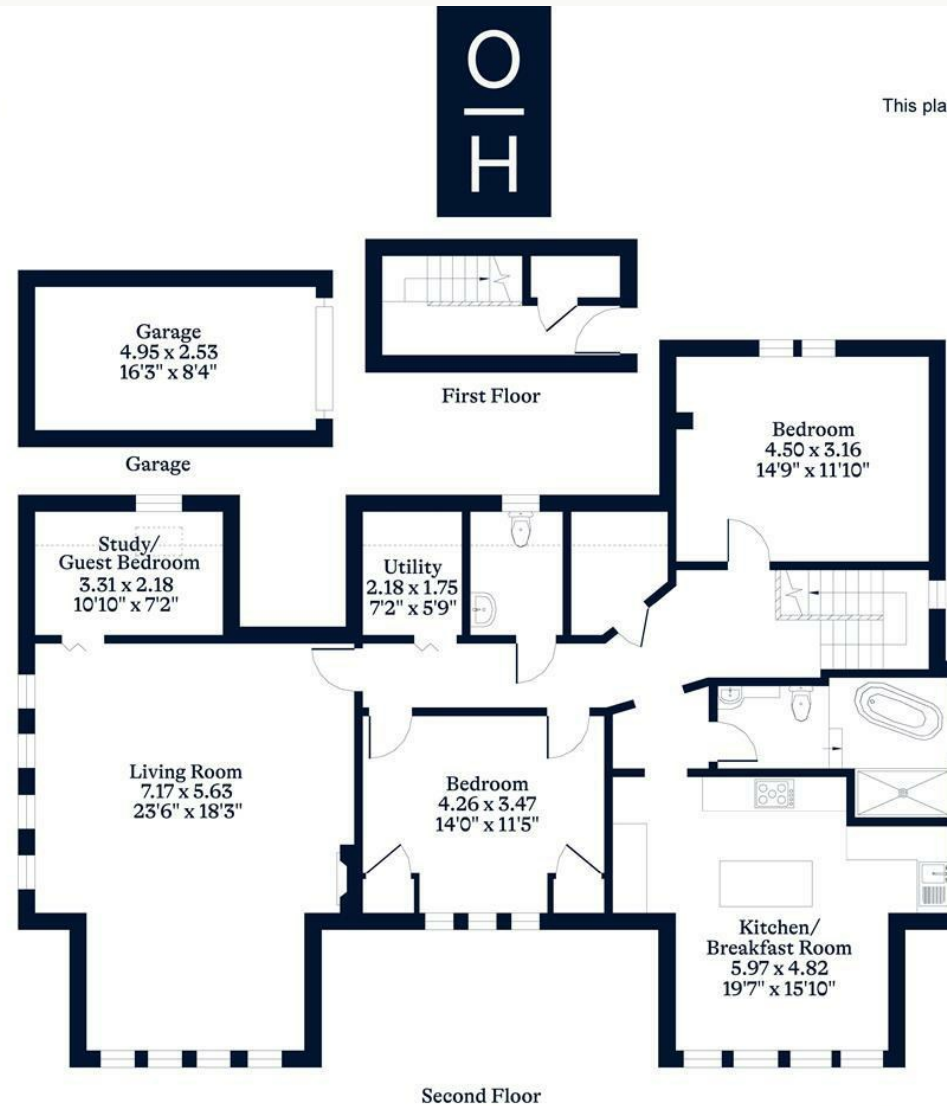 O
H
This pla
Garage
4.95 x 2.53
16'3" x 8'4"
Garage
First Floor
Bedroom
4.50 x 3.16
14'9" x 11'10"
Study/
Guest Bedroom
3.31 x 2.18
10'10" x 7'2"
Utility
2.18 x 1.75
7'2" x 5'9"
Living Room
7.17 x 5.63
23'6" x 18'3"
Bedroom
4.26 x 3.47
14'0" x 11'5"
Kitchen/
Breakfast Room
5.97 x 4.82
19'7" x 15'10"
Second Floor